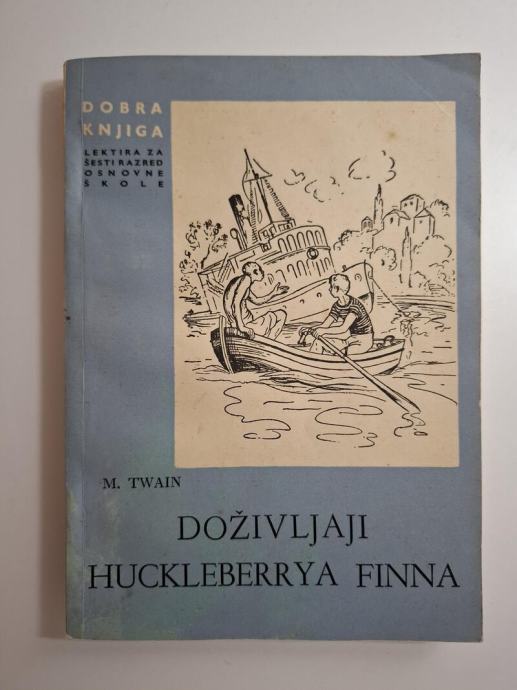 DOBRA
KNJIGA
LEKTIRA ZA
ŠESTI RAZRED
OSNOVNE
ŠKOLE
M. TWAIN
DOŽIVLJAJI
HUCKLEBERRYA FINNA